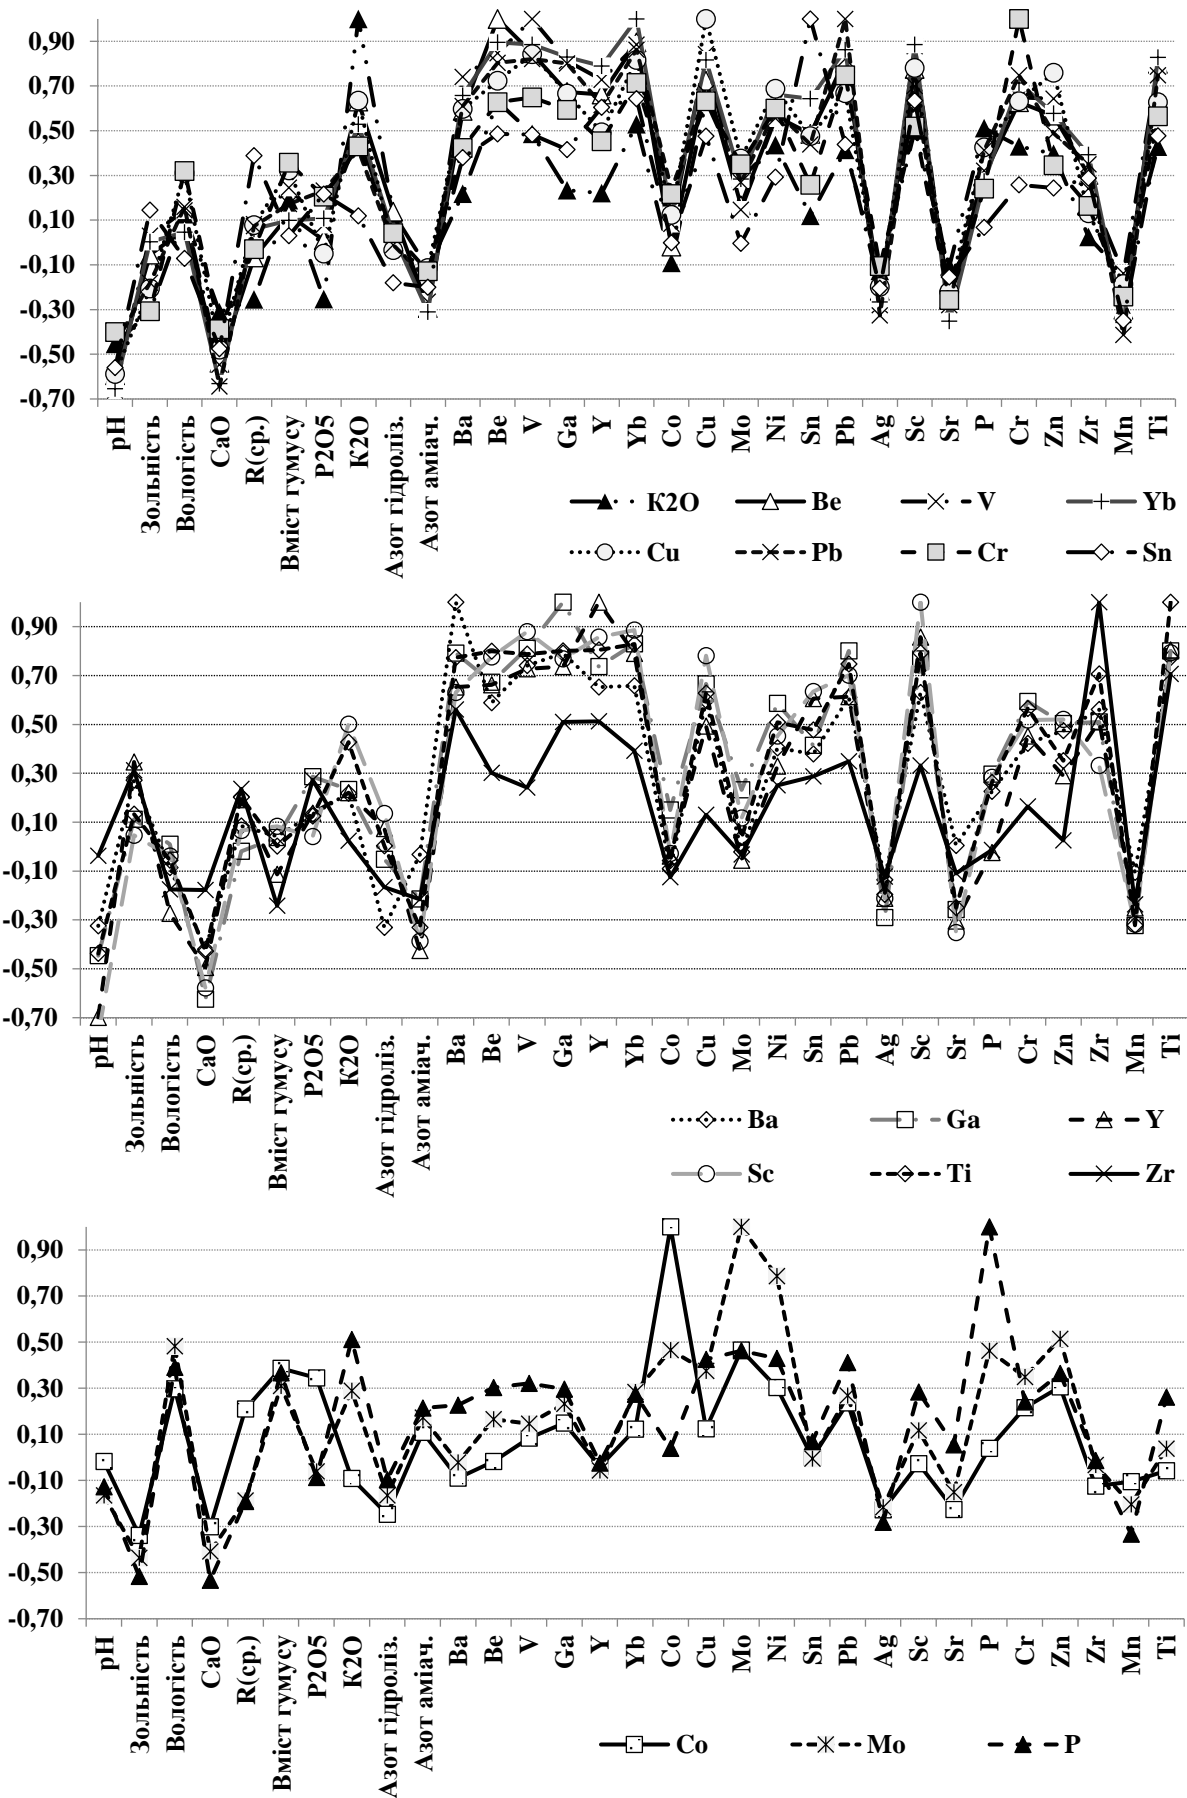 0,90
0,70
0,50
0,30
0,10
-0,10
-0,30
-0,50
-0,70
pH
Зольність
Вологість
CaO
R(ср.)
Вміст гумусу
P2O5
K2O
Азот гідроліз.
Азот аміач.
Ba
Be
V
Ga
Y
Yb
Co
Cu
Mo
Ni
Sn
Pb
Ag
Sc
Sr
P
Cr
Zn
Zr
Mn
Ti
K2O Be V Yb
Cu Pb Cr Sn
0,90
0,70
0,50
0,30
0,10
-0,10
-0,30
-0,50
-0,70
pH
Зольність
Вологість
CaO
R(ср.)
Вміст гумусу
P2O5
K2O
Азот гідроліз.
Азот аміач.
Ba
Be
V
Ga
Y
Yb
Co
Cu
Mo
Ni
Sn
Pb
Ag
Sc
Sr
P
Cr
Zn
Zr
Mn
Ti
Ba Ga Y
Sc Ti Zr
0,90
0,70
0,50
0,30
0,10
-0,10
-0,30
-0,50
-0,70
pH
Зольність
Вологість
CaO
R(ср.)
Вміст гумусу
P2O5
K2O
Азот гідроліз.
Азот аміач.
Ba
Be
V
Ga
Y
Yb
Co
Cu
Mo
Ni
Sn
Pb
Ag
Sc
Sr
P
Cr
Zn
Zr
Mn
Ti
Co Mo P